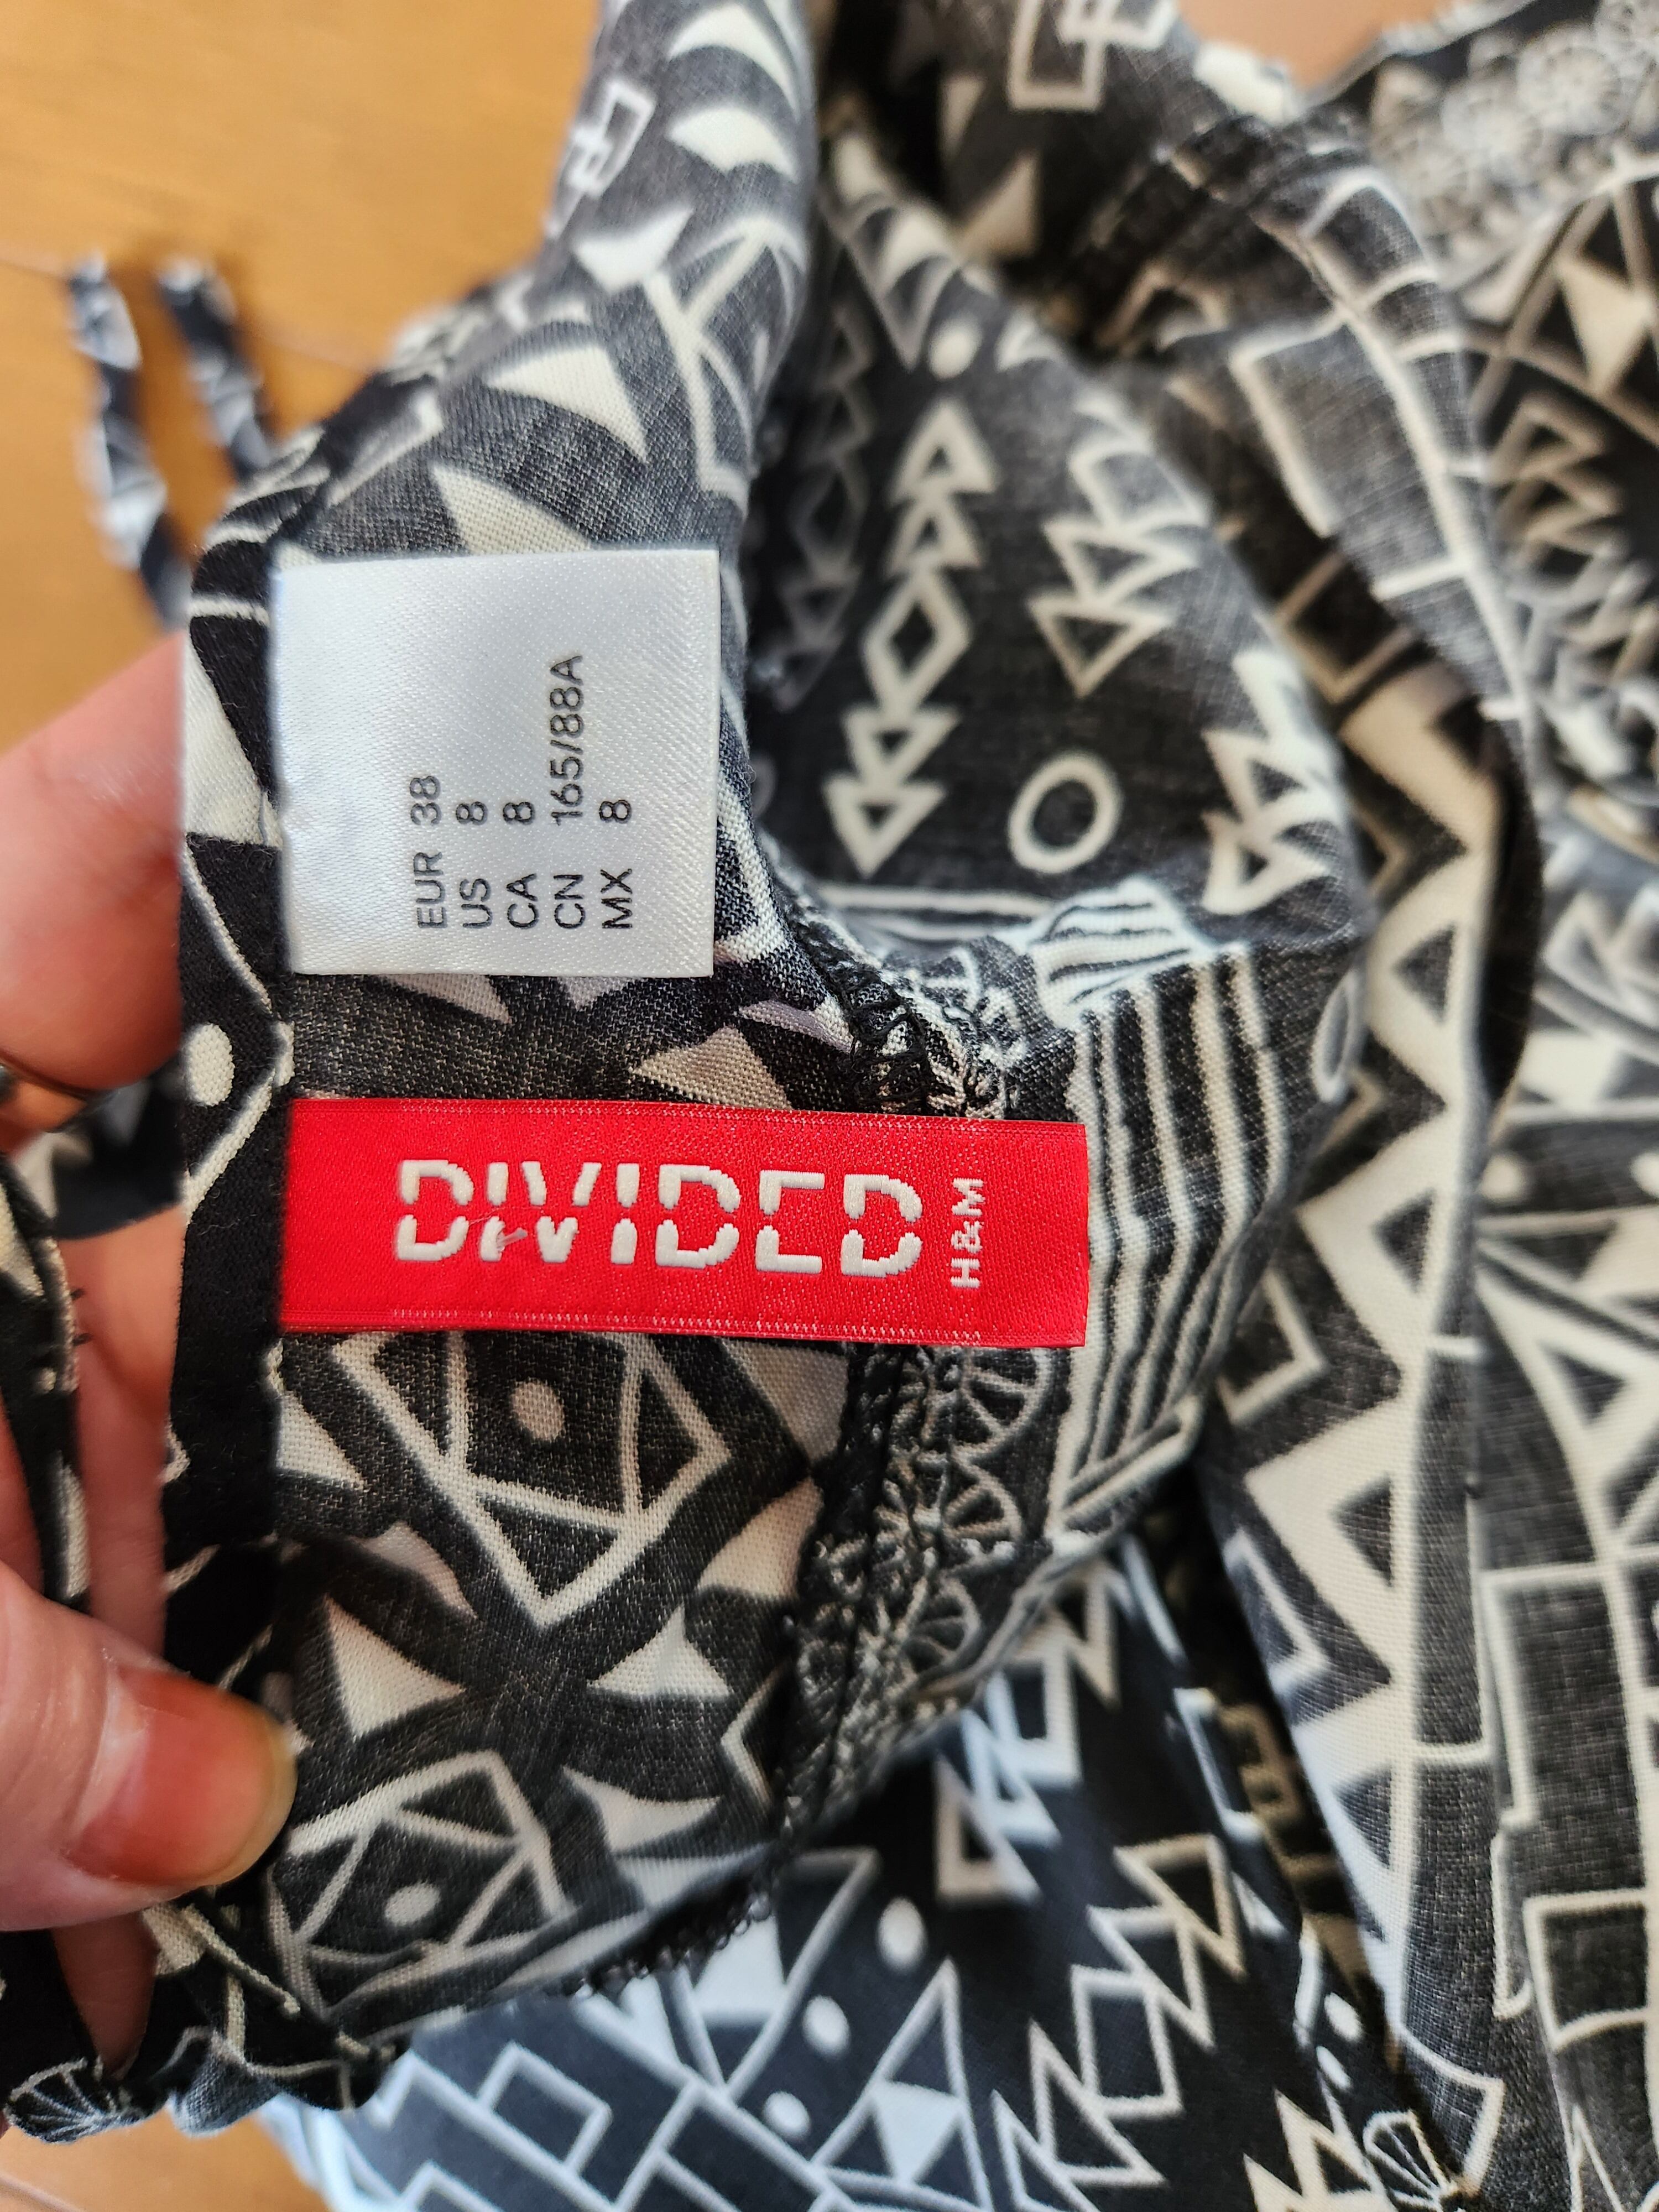 EUR 38
US 8
CA 8
CN 165/88A
MX 8
DIVIDED
H&M